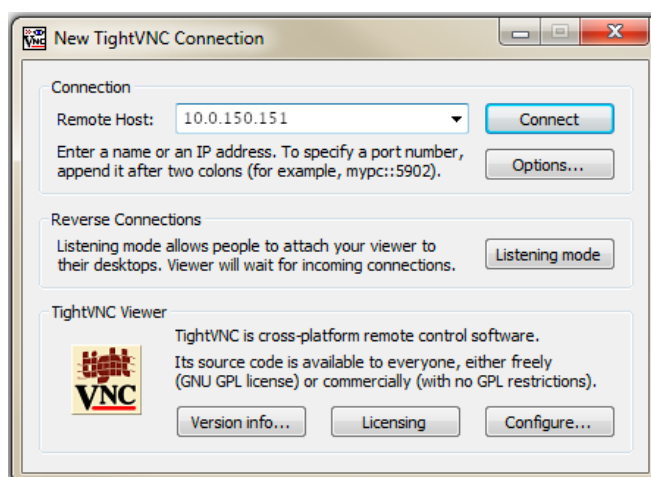 New TightVNC Connection
Connection
Remote Host:
10.0.150.151
Connect
Enter a name or an IP address. To specify a port number,
append it after two colons (for example, mypc::5902).
Options...
Reverse Connections
Listening mode allows people to attach your viewer to
their desktops. Viewer will wait for incoming connections.
Listening mode
TightVNC Viewer
tight
VNC
TightVNC is cross-platform remote control software.
Its source code is available to everyone, either freely
(GNU GPL license) or commercially (with no GPL restrictions).
Version info...
Licensing
Configure...